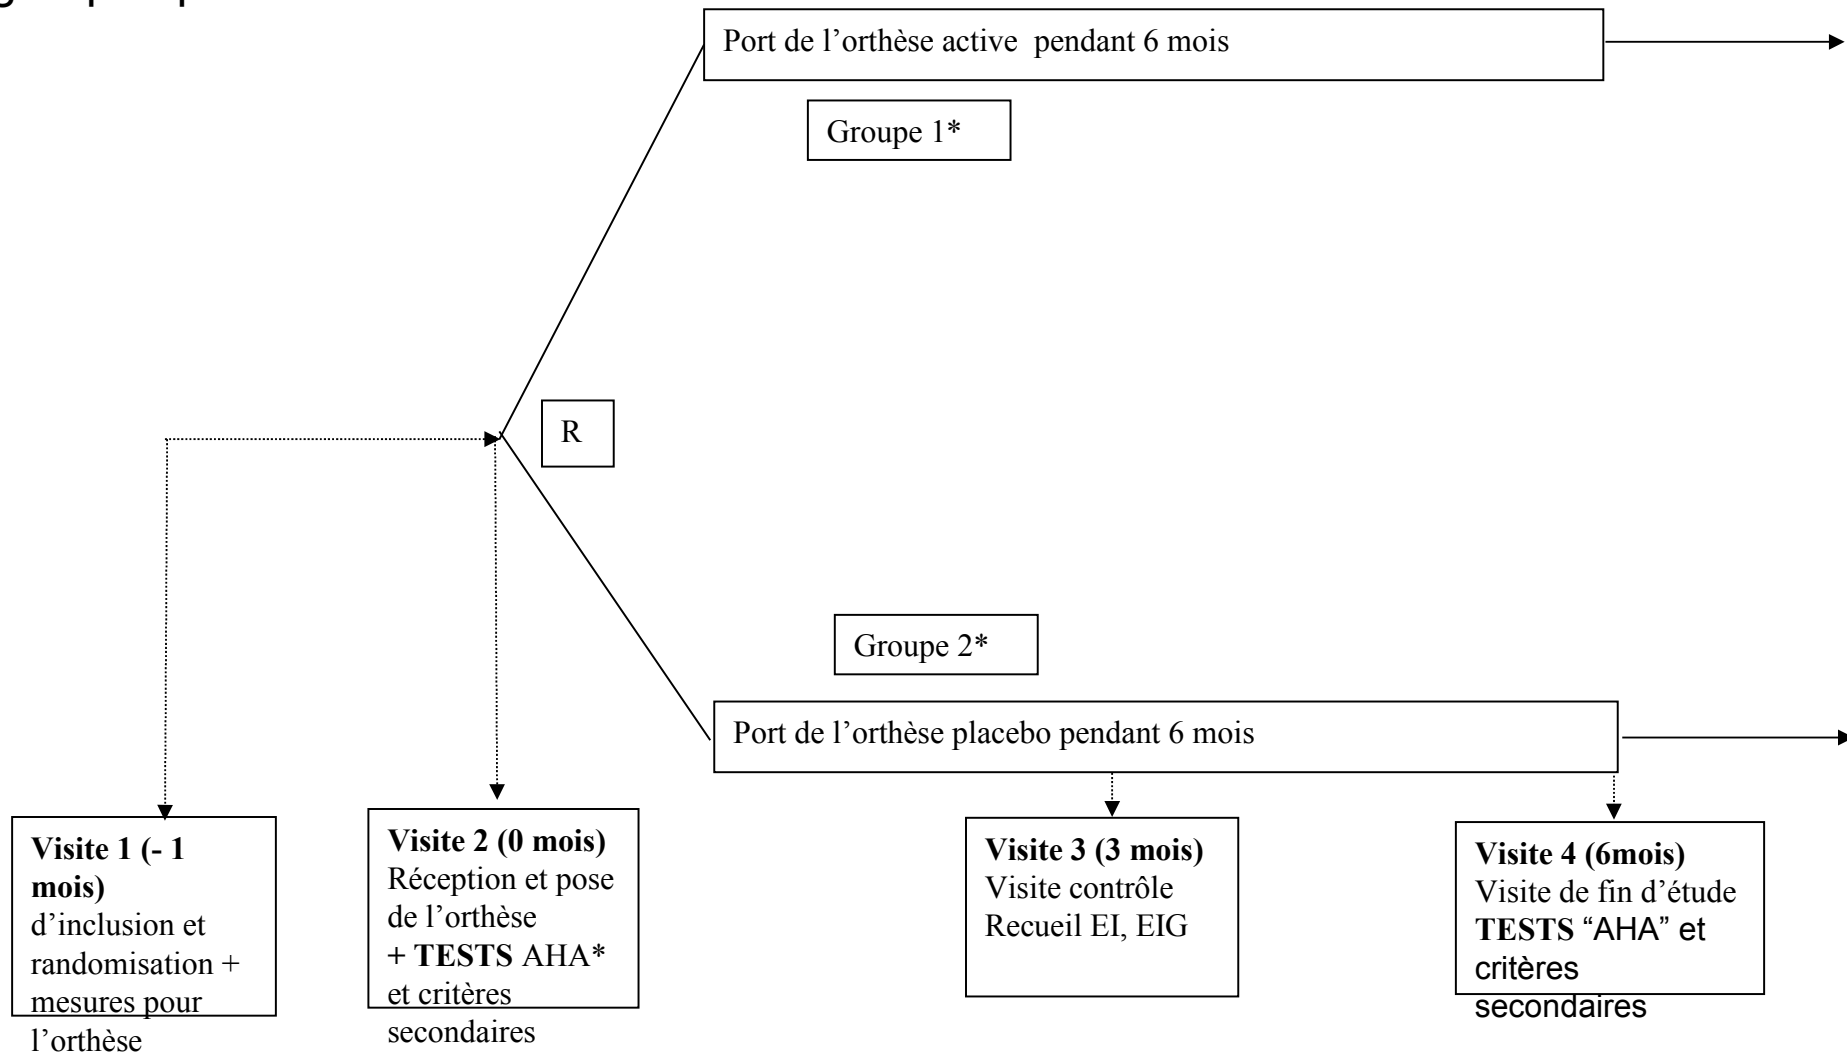 Port de l’orthèse active pendant 6 mois
Groupe 1*
R
Groupe 2*
Port de l’orthèse placebo pendant 6 mois
Visite 1 (- 1
mois)
d’inclusion et
randomisation +
mesures pour
l’orthèse
Visite 2 (0 mois)
Réception et pose
de l’orthèse
+ TESTS AHA*
et critères
secondaires
Visite 3 (3 mois)
Visite contrôle
Recueil EI, EIG
Visite 4 (6mois)
Visite de fin d’étude
TESTS “AHA” et
critères
secondaires